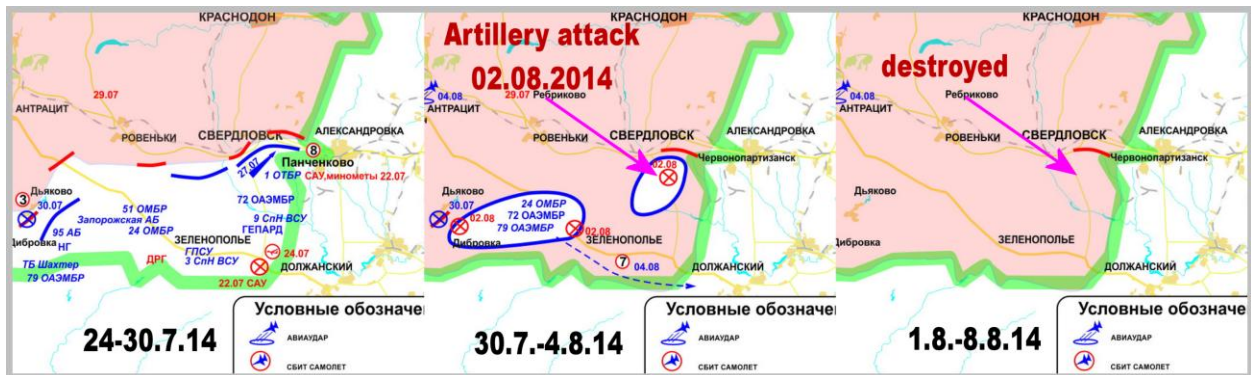 КРАСНОДОН
29.07
АНТРАЦИТ
РОВЕНЬКИ
СВЕРДЛОВСК
АЛЕКСАНДРОВКА
8
Панченково
27.07
1 ОТБР
САУ,минометы 22.07
Дьяково
3
30.07
51 ОМБР
72 ОАЭМБР
Запорожская АБ
9 СпН ВСУ
95 АБ
24 ОМБР
ГЕПАРД
Дибровка
НГ
ЗЕЛЕНОПОЛЬЕ
ГПСУ
24.07
ТБ Шахтер
ДРГ
3 СпН ВСУ
ДОЛЖАНСКИЙ
79 ОАЭМБР
22.07 САУ
Условные обозначе
24-30.7.14
АВИАУДАР
СБИТ САМОЛЕТ
КРАСНОДОН
Artillery attack
02.08.2014
04.08
29.07
Ребриково
АНТРАЦИТ
РОВЕНЬКИ
СВЕРДЛОВСК
АЛЕКСАНДРОВКА
Червонопартизанск
02.08
Дьяково
30.07
24 ОМБР
02.08
72 ОАЭМБР
79 ОАЭМБР
02.08
Дибровка
ЗЕЛЕНОПОЛЬЕ
7
04.08
ДОЛЖАНСКИЙ
Условные обозначе
30.7.-4.8.14
АВИАУДАР
СБИТ САМОЛЕТ
КРАСНОДОН
destroyed
04.08
Ребриково
АНТРАЦИТ
РОВЕНЬКИ
СВЕРДЛОВСК
АЛЕКСАНДРОВКА
Червонопартизанск
Дьяково
Дибровка
ЗЕЛЕНОПОЛЬЕ
ДОЛЖАНСКИЙ
Условные обозначе
1.8.-8.8.14
АВИАУДАР
СБИТ САМОЛЕТ